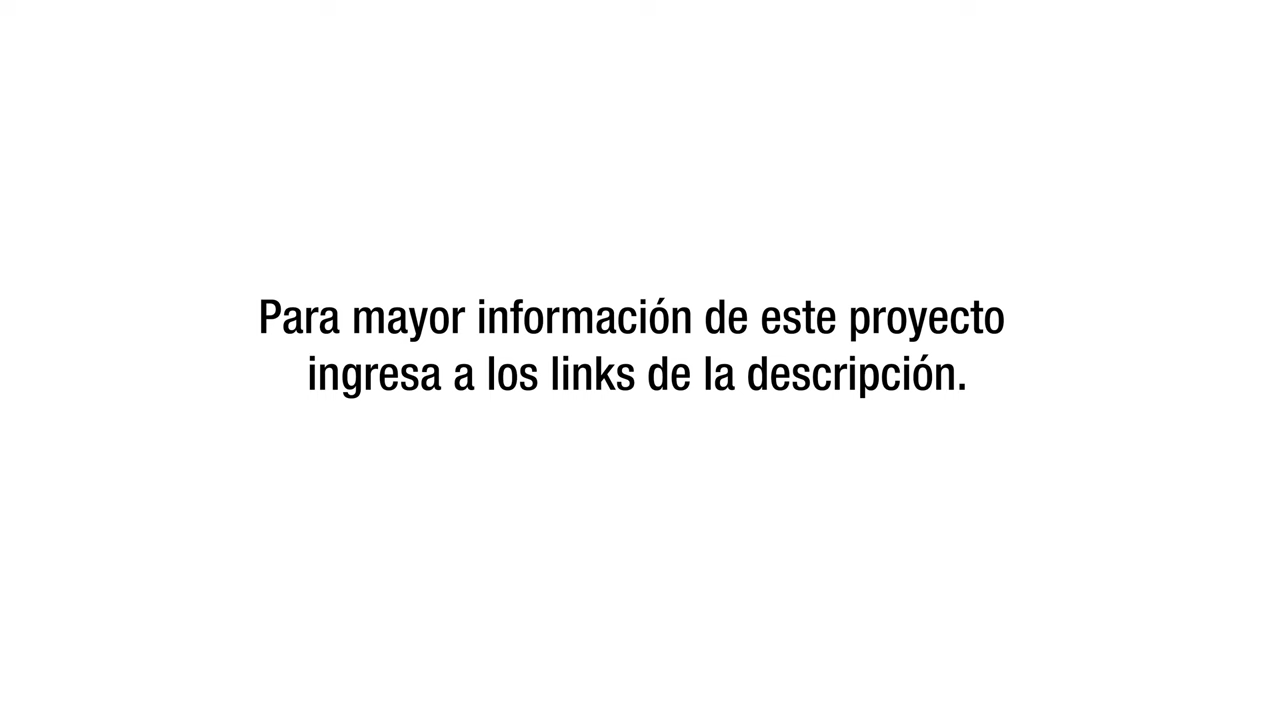 Para mayor información de este proyecto
ingresa a los links de la descripción.